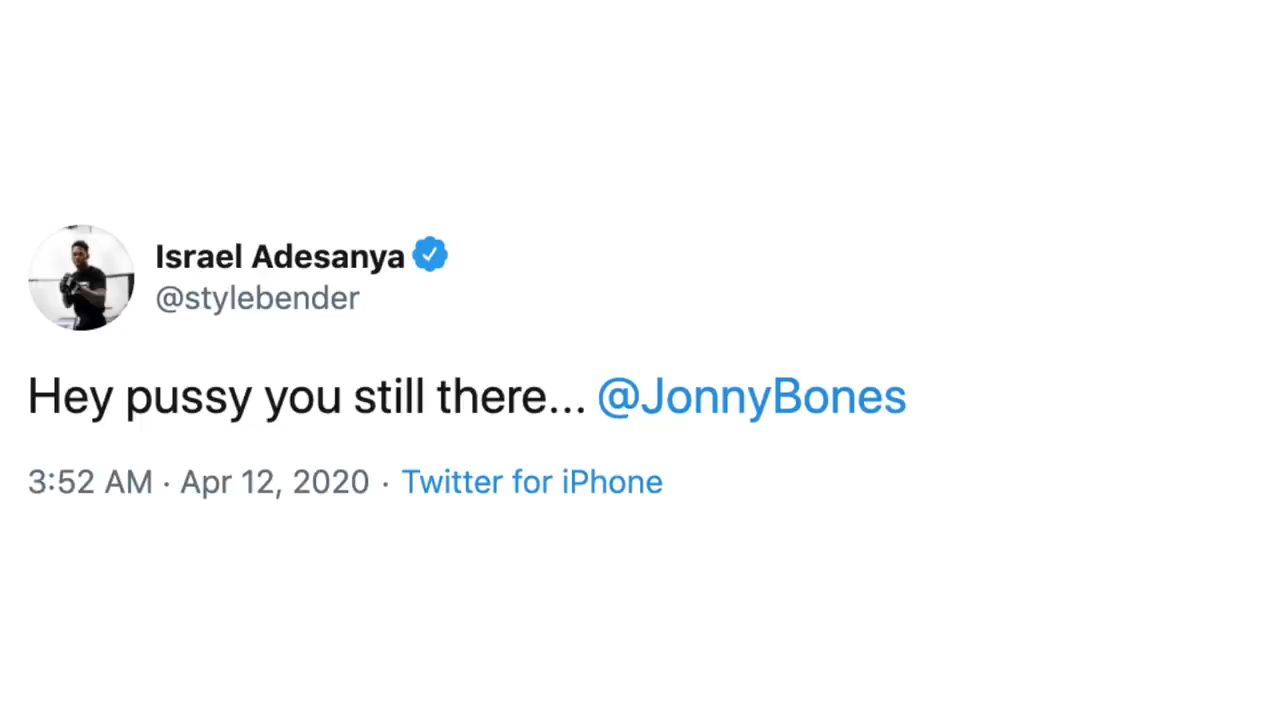 Israel Adesanya
@stylebender
Hey pussy you still there... @JonnyBones
3:52 AM · Apr 12, 2020 · Twitter for iPhone